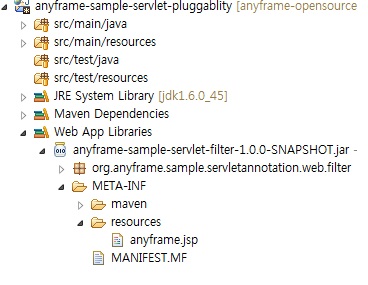 anyframe-sample-servlet-pluggablity [anyframe-opensource
src/main/java
src/main/resources
src/test/java
src/test/resources
JRE System Library [jdk1.6.0_45]
Maven Dependencies
Web App Libraries
anyframe-sample-servlet-filter-1.0.0-SNAPSHOT.jar -
org.anyframe.sample.servletannotation.web.filter
META-INF
maven
resources
anyframe.jsp
MANIFEST.MF